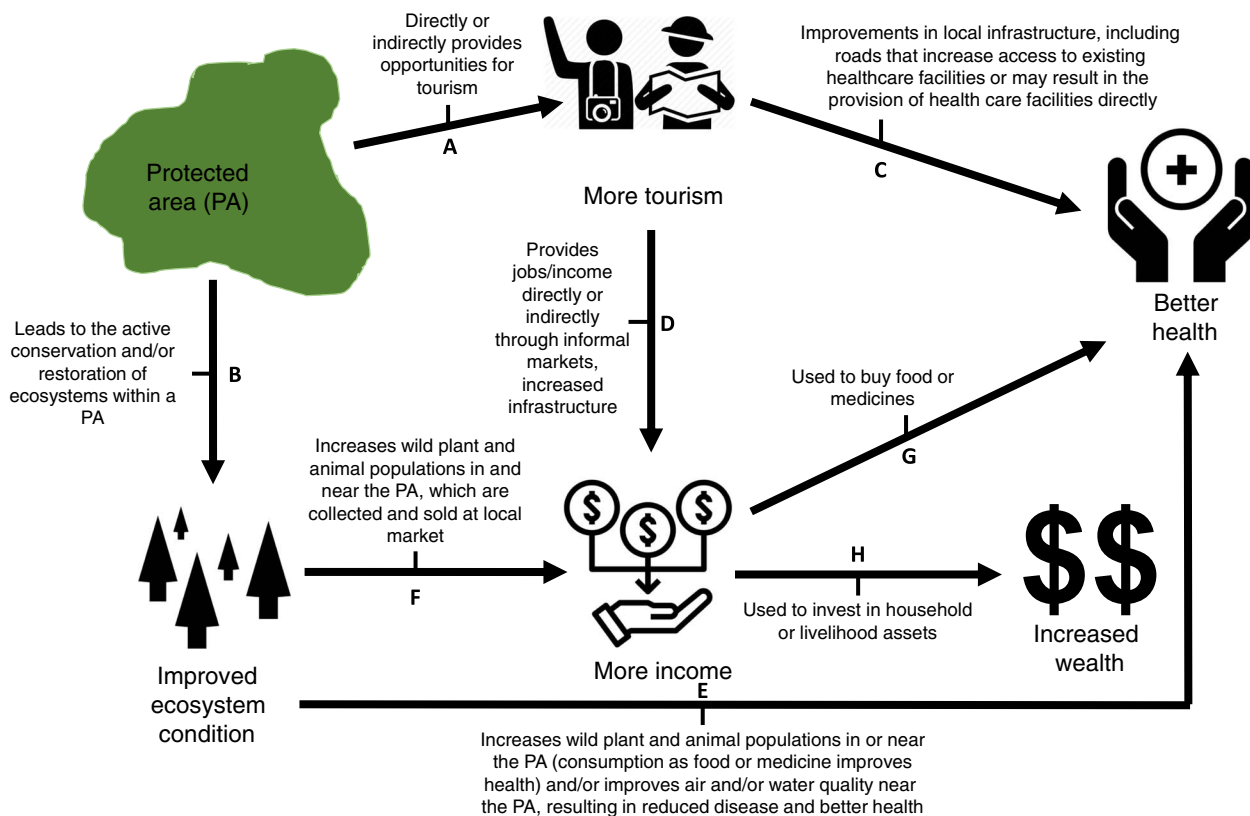 Directly or
indirectly provides
opportunities for
tourism
A
Improvements in local infrastructure, including
roads that increase access to existing
healthcare facilities or may result in the
provision of health care facilities directly
C
Protected
area (PA)
More tourism
Better
health
Leads to the active
conservation and/or
restoration of
ecosystems within a
PA
B
Provides
jobs/income
directly or
indirectly
through informal
markets,
increased
infrastructure
D
Used to buy food or
medicines
G
Increases wild plant and
animal populations in and
near the PA, which are
collected and sold at local
market
F
$
$
$
H
Used to invest in household
or livelihood assets
$$
Improved
ecosystem
condition
More income
Increased
wealth
E
Increases wild plant and animal populations in or near
the PA (consumption as food or medicine improves
health) and/or improves air and/or water quality near
the PA, resulting in reduced disease and better health